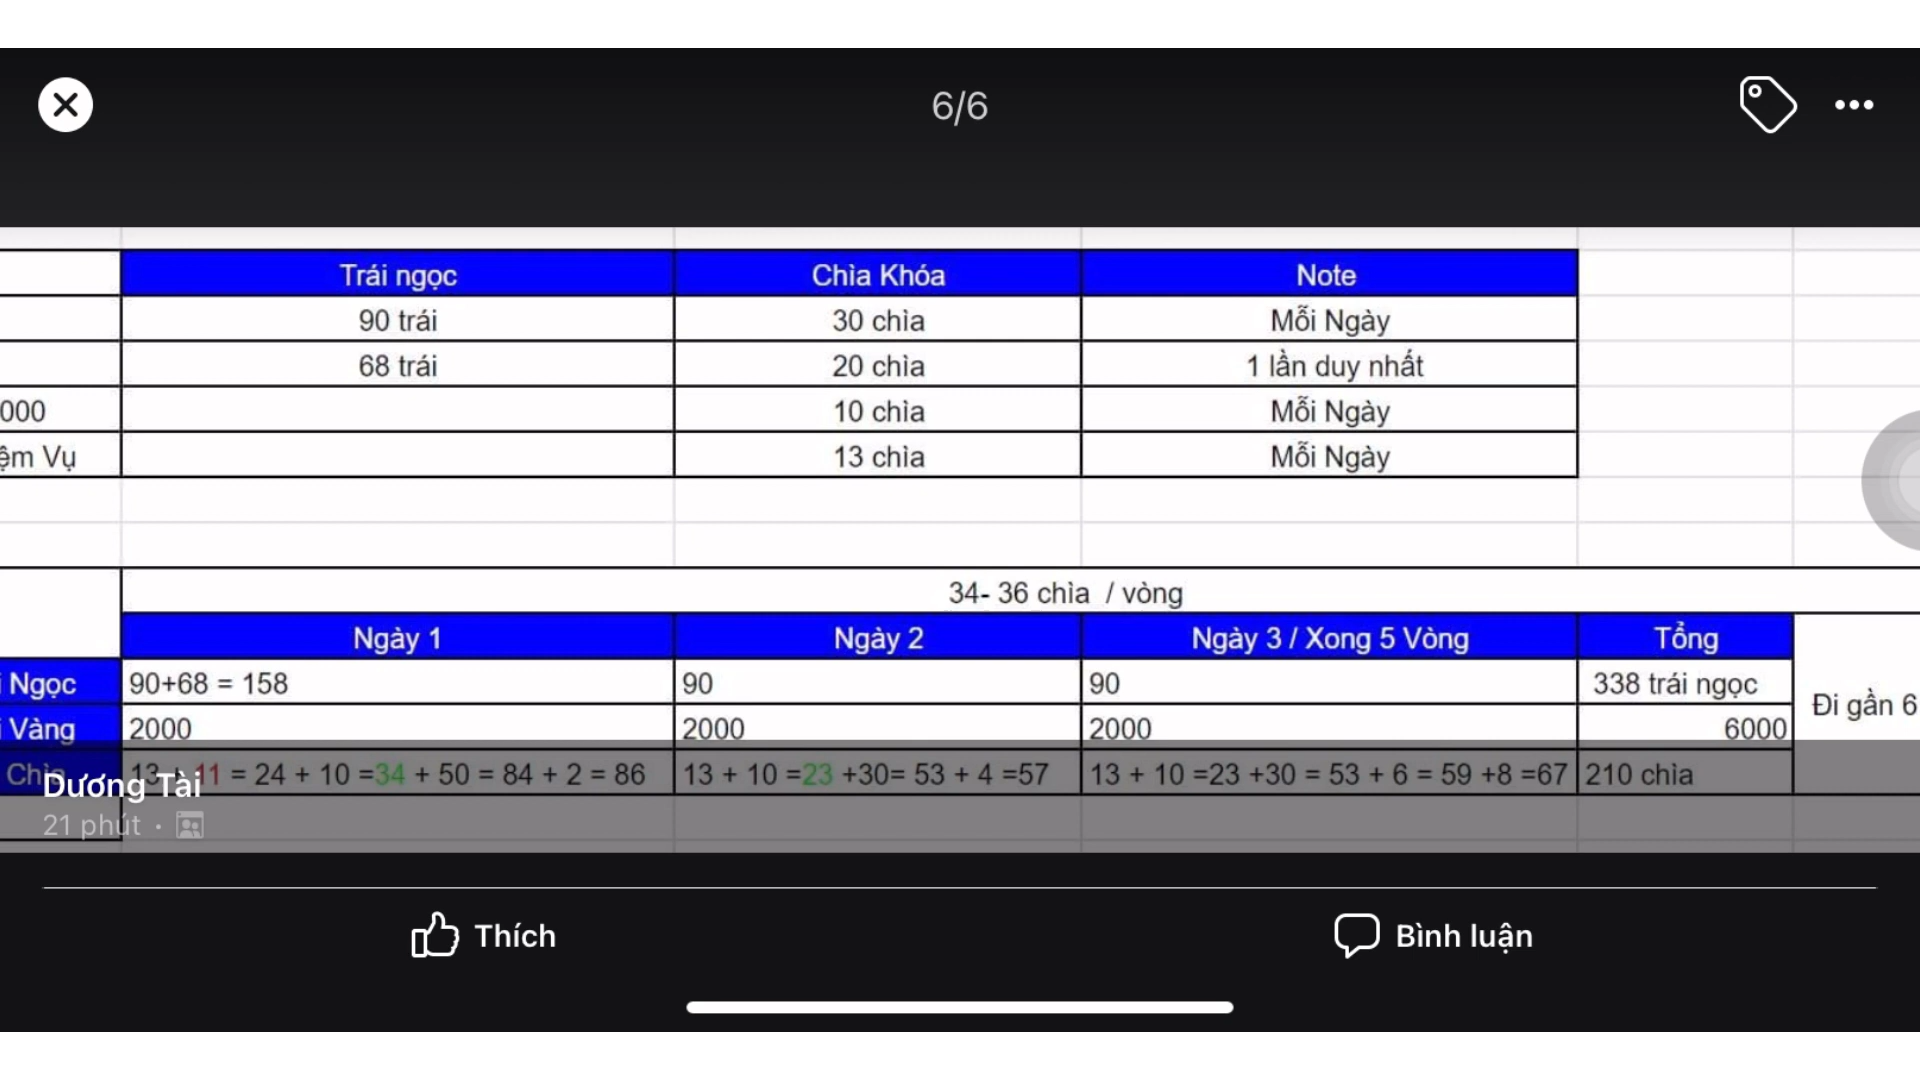 6/6
Trái ngọc Chìa Khóa Note
90 trái 30 chìa Mỗi Ngày
68 trái 20 chìa 1 lần duy nhất
000 10 chìa Mỗi Ngày
ệm Vụ 13 chìa Mỗi Ngày
34- 36 chìa / vòng
Ngày 1 Ngày 2 Ngày 3 / Xong 5 Vòng Tổng
i Ngọc 90+68 = 158 90 90 338 trái ngọc
Đi gần 6
i Vàng 2000 2000 2000 6000
Chìa 13 + 11 = 24 + 10 =34 + 50 = 84 + 2 = 86 13 + 10 =23 +30= 53 + 4 =57 13 + 10 =23 +30 = 53 + 6 = 59 +8 =67 210 chìa
Dương Tài
21 phút ·
Thích Bình luận